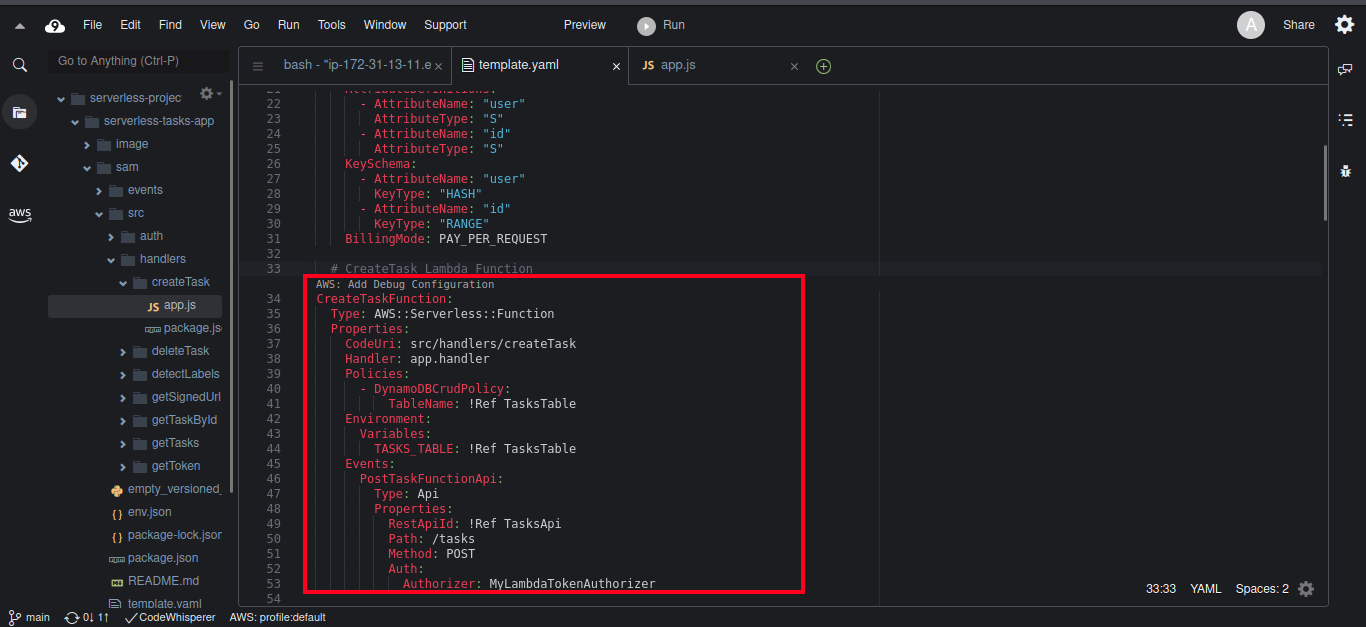 File Edit Find View Go Run Tools Window Support Preview Run A Share
Go to Anything (Ctrl-P)
bash - "ip-172-31-13-11.e ×
template.yaml ×
JS app.js ×
serverless-projec
serverless-tasks-app
image
sam
events
src
auth
handlers
createTask
JS app.js
package.js
deleteTask
detectLabels
getSignedUrl
getTaskById
getTasks
getToken
empty_versioned_
{ } env.json
{ } package-lock.json
package.json
README.md
template.yaml
aws
21 AttributeDefinitions:
22 - AttributeName: "user"
23 AttributeType: "S"
24 - AttributeName: "id"
25 AttributeType: "S"
26 KeySchema:
27 - AttributeName: "user"
28 KeyType: "HASH"
29 - AttributeName: "id"
30 KeyType: "RANGE"
31 BillingMode: PAY_PER_REQUEST
32
33 # CreateTask Lambda Function
AWS: Add Debug Configuration
34 CreateTaskFunction:
35 Type: AWS::Serverless::Function
36 Properties:
37 CodeUri: src/handlers/createTask
38 Handler: app.handler
39 Policies:
40 - DynamoDBCrudPolicy:
41 TableName: !Ref TasksTable
42 Environment:
43 Variables:
44 TASKS_TABLE: !Ref TasksTable
45 Events:
46 PostTaskFunctionApi:
47 Type: Api
48 Properties:
49 RestApiId: !Ref TasksApi
50 Path: /tasks
51 Method: POST
52 Auth:
53 Authorizer: MyLambdaTokenAuthorizer
54
33:33 YAML Spaces: 2
main 0↓ 1↑ CodeWhisperer AWS: profile:default